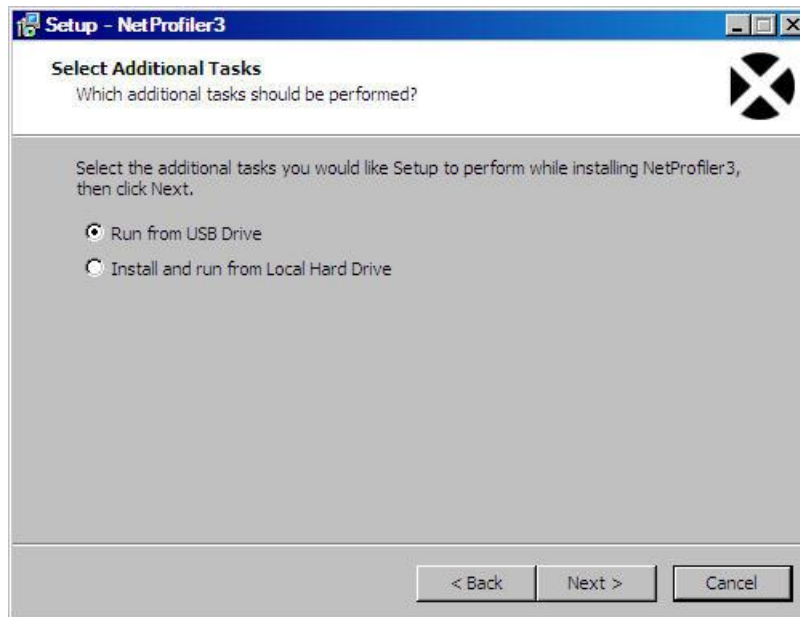 Setup - NetProfiler3
Select Additional Tasks
Which additional tasks should be performed?
Select the additional tasks you would like Setup to perform while installing NetProfiler3,
then click Next.
Run from USB Drive
Install and run from Local Hard Drive
< Back
Next >
Cancel